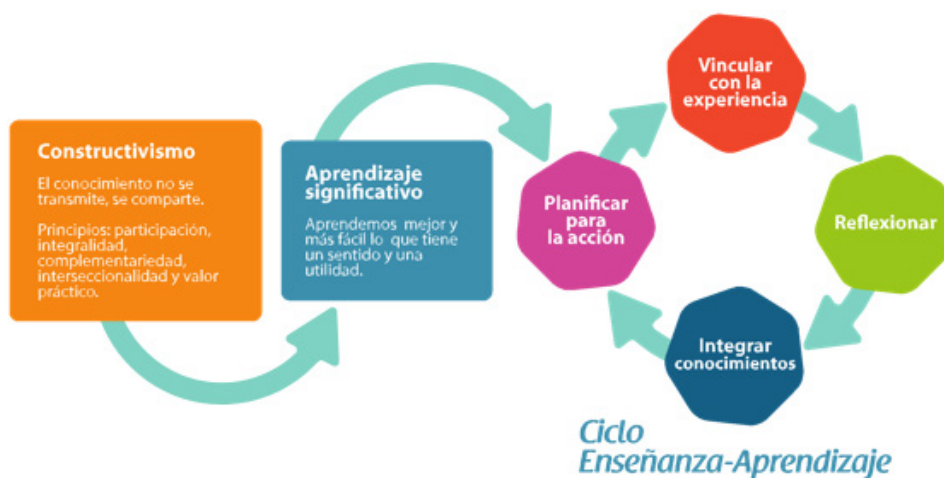 Constructivismo
El conocimiento no se
transmite, se comparte.
Principios: participación,
integralidad,
complementariedad,
interseccionalidad y valor
práctico.
Aprendizaje
significativo
Aprendemos mejor y
más fácil lo que tiene
un sentido y una
utilidad.
Planificar
para
la acción
Vincular
con la
experiencia
Reflexionar
Integrar
conocimientos
Ciclo
Enseñanza-Aprendizaje